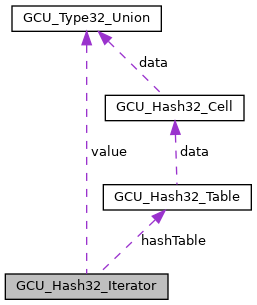 GCU_Type32_Union
data
GCU_Hash32_Cell
value
data
GCU_Hash32_Table
hashTable
GCU_Hash32_Iterator